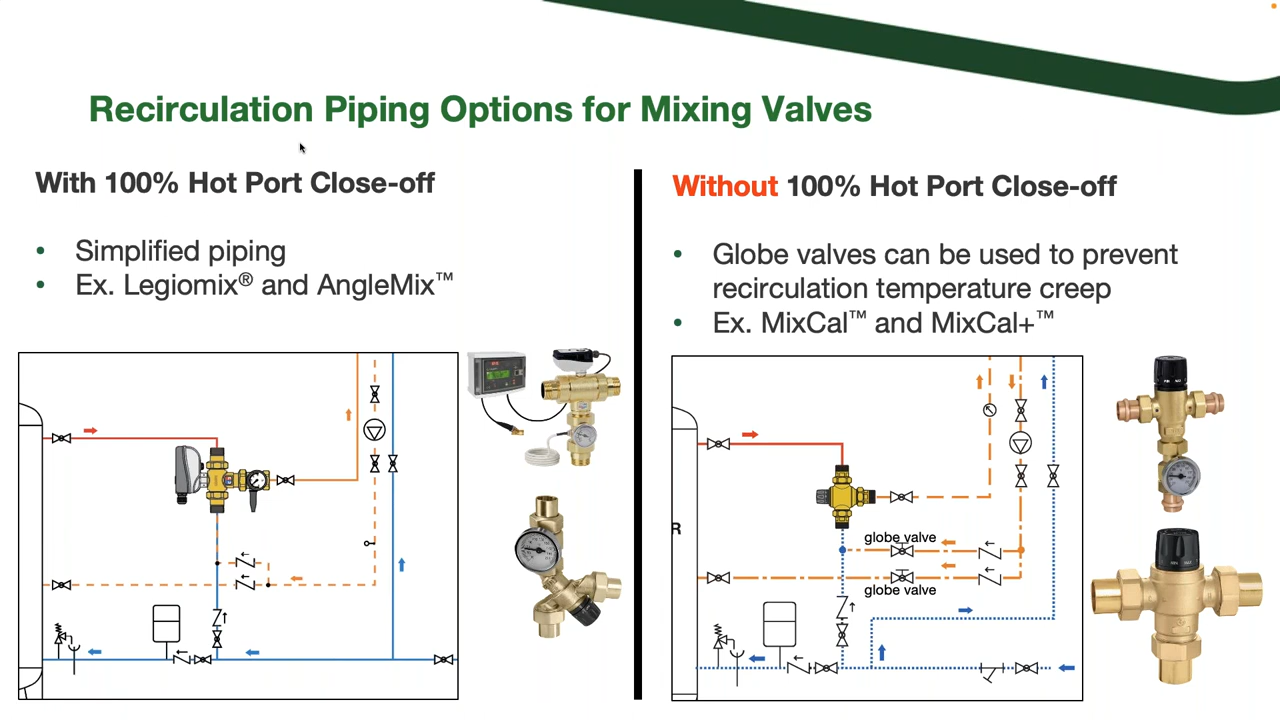 Recirculation Piping Options for Mixing Valves
With 100% Hot Port Close-off
• Simplified piping
• Ex. Legiomix® and AngleMix™
Without 100% Hot Port Close-off
• Globe valves can be used to prevent
recirculation temperature creep
• Ex. MixCal™ and MixCal+™
R
globe valve
globe valve